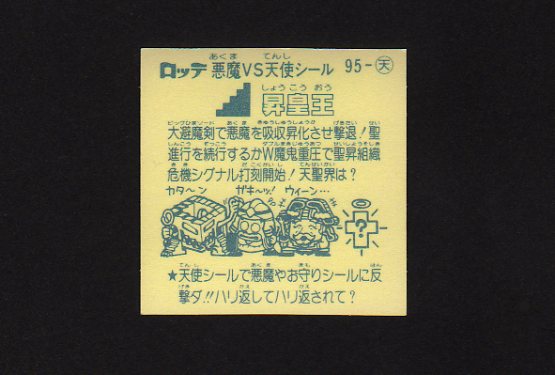 ロッテ 悪魔VS天使シール 95-天
昇皇王
大避魔剣で悪魔を吸収昇化させ撃退!聖
進行を続行するかW魔鬼重圧で聖昇組織
危機シグナル打刻開始!天聖界は?
カタ〜ン ガキ〜ッ! ウィーン…
?
★天使シールで悪魔やお守りシールに反
撃ダ!!ハリ返してハリ返されて?